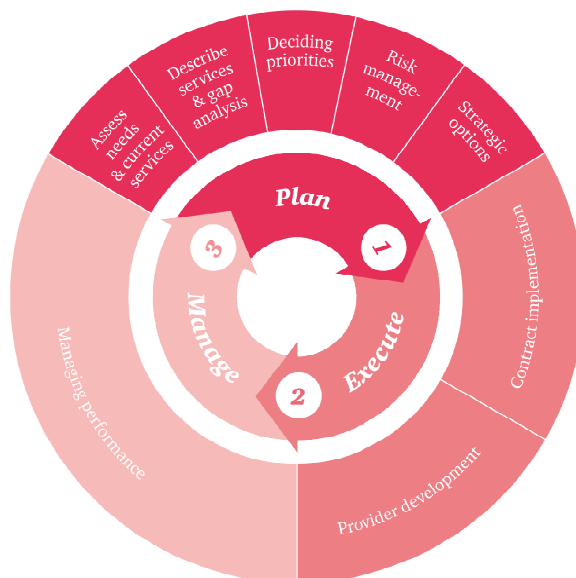 Assess
needs
& current
services
Describe
services
& gap
analysis
Deciding
priorities
Risk
manage-
ment
Strategic
options
Contract implementation
Provider development
Managing performance
Plan
1
Execute
2
Manage
3